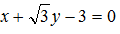 x + √3 y − 3 = 0